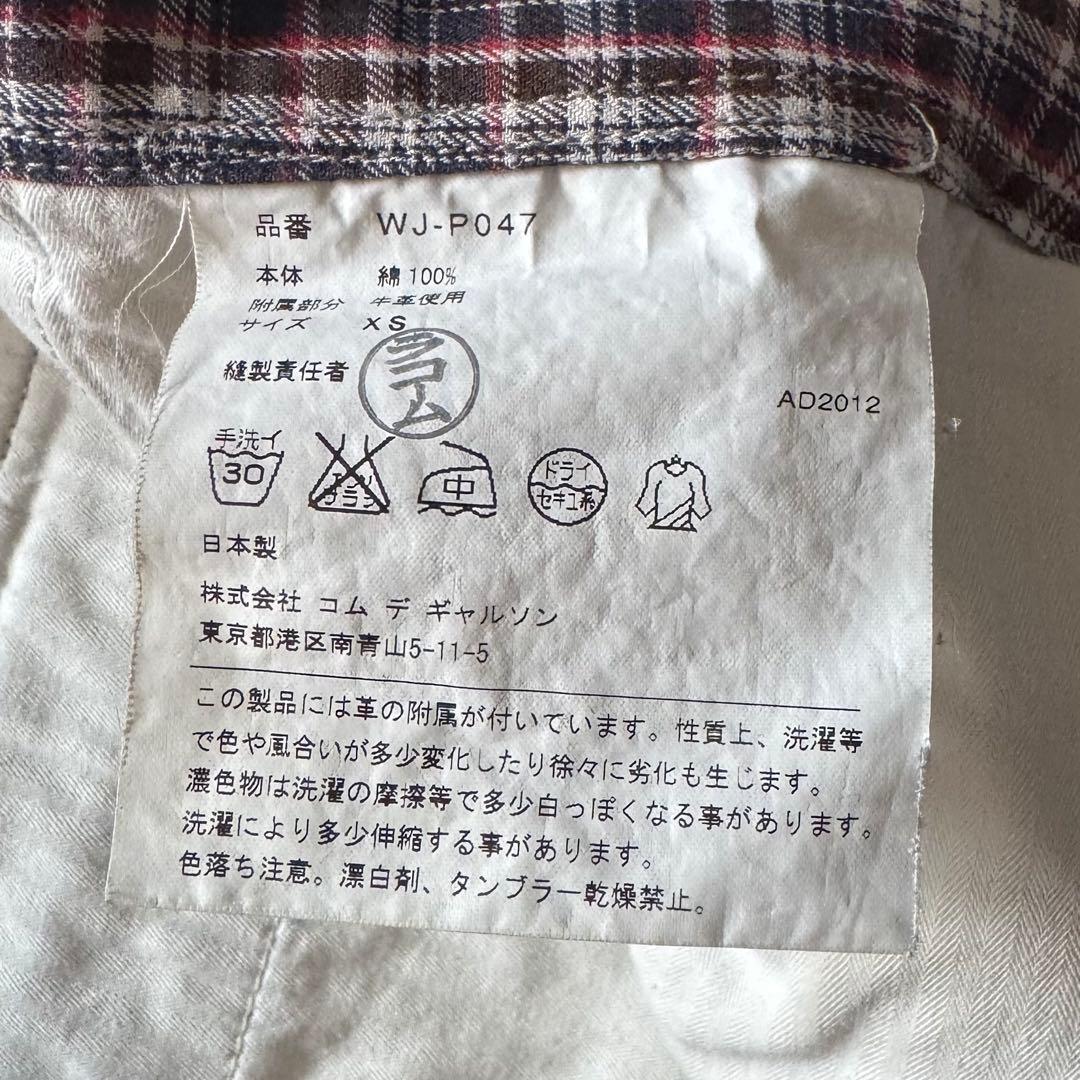 品番 WJ-P047
本体 綿 100%
附属部分 牛革使用
サイズ XS
縫製責任者 コム
AD2012
手洗イ
30
エンソ
サラシ
中
ドライ
セキユ系
日本製
株式会社 コム デ ギャルソン
東京都港区南青山5-11-5
この製品には革の附属が付いています。性質上、洗濯等
で色や風合いが多少変化したり徐々に劣化も生じます。
濃色物は洗濯の摩擦等で多少白っぽくなる事があります。
洗濯により多少伸縮する事があります。
色落ち注意。漂白剤、タンブラー乾燥禁止。